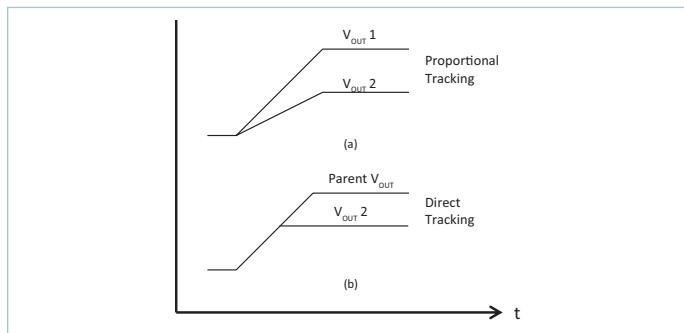 V_OUT 1
Proportional
Tracking
V_OUT 2
(a)
Parent V_OUT
Direct
Tracking
V_OUT 2
(b)
t